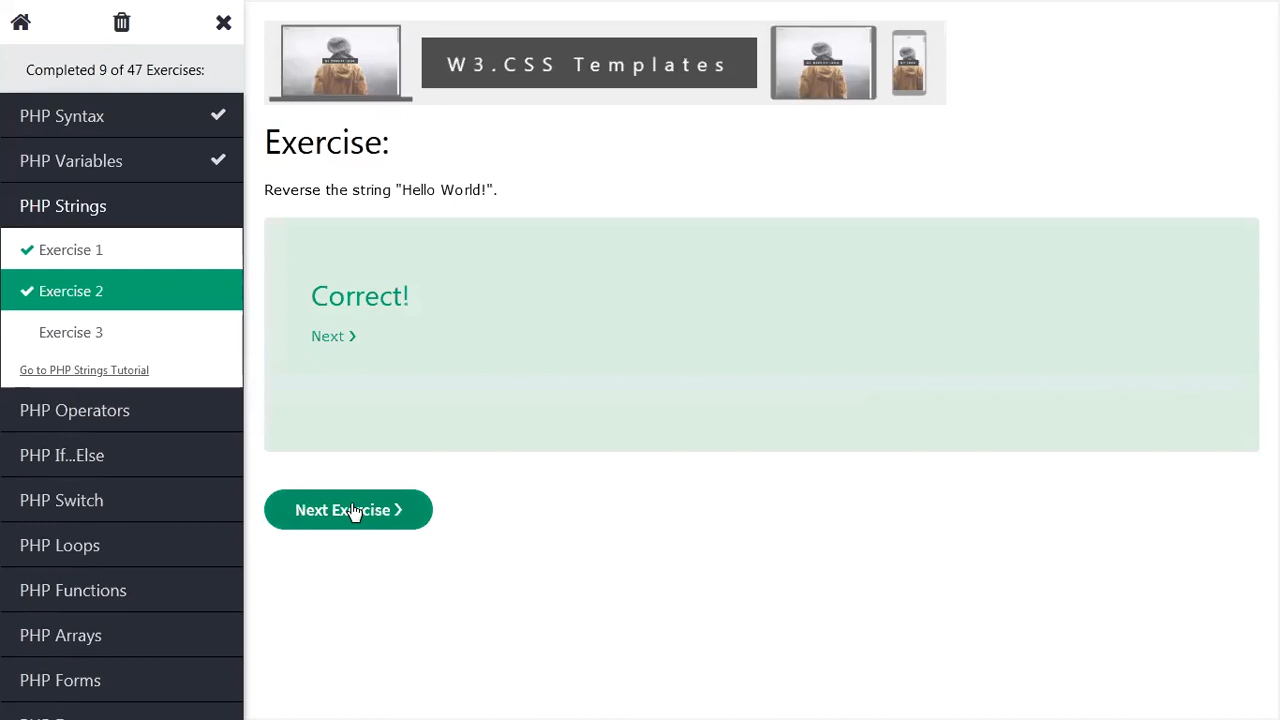 Completed 9 of 47 Exercises:
PHP Syntax
PHP Variables
PHP Strings
Exercise 1
Exercise 2
Exercise 3
Go to PHP Strings Tutorial
PHP Operators
PHP If...Else
PHP Switch
PHP Loops
PHP Functions
PHP Arrays
PHP Forms
W3.CSS Templates
Exercise:
Reverse the string "Hello World!".
Correct!
Next ❯
Next Exercise ❯